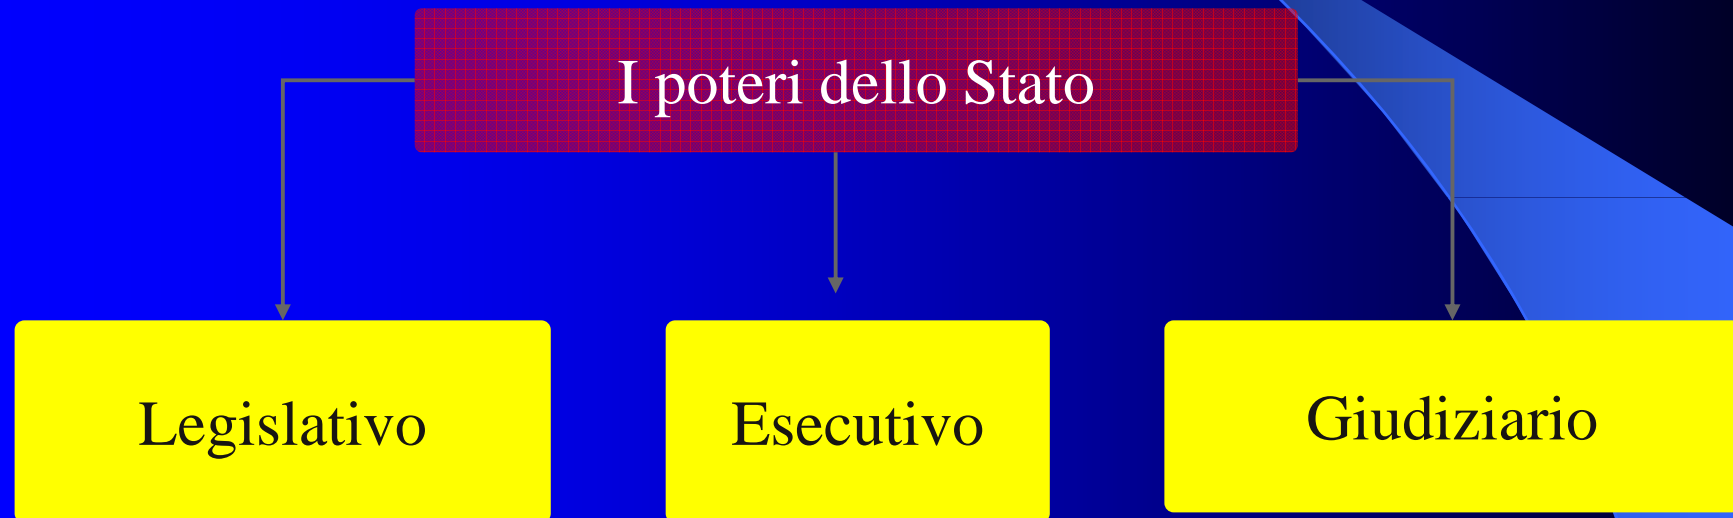 I poteri dello Stato
Legislativo
Esecutivo
Giudiziario